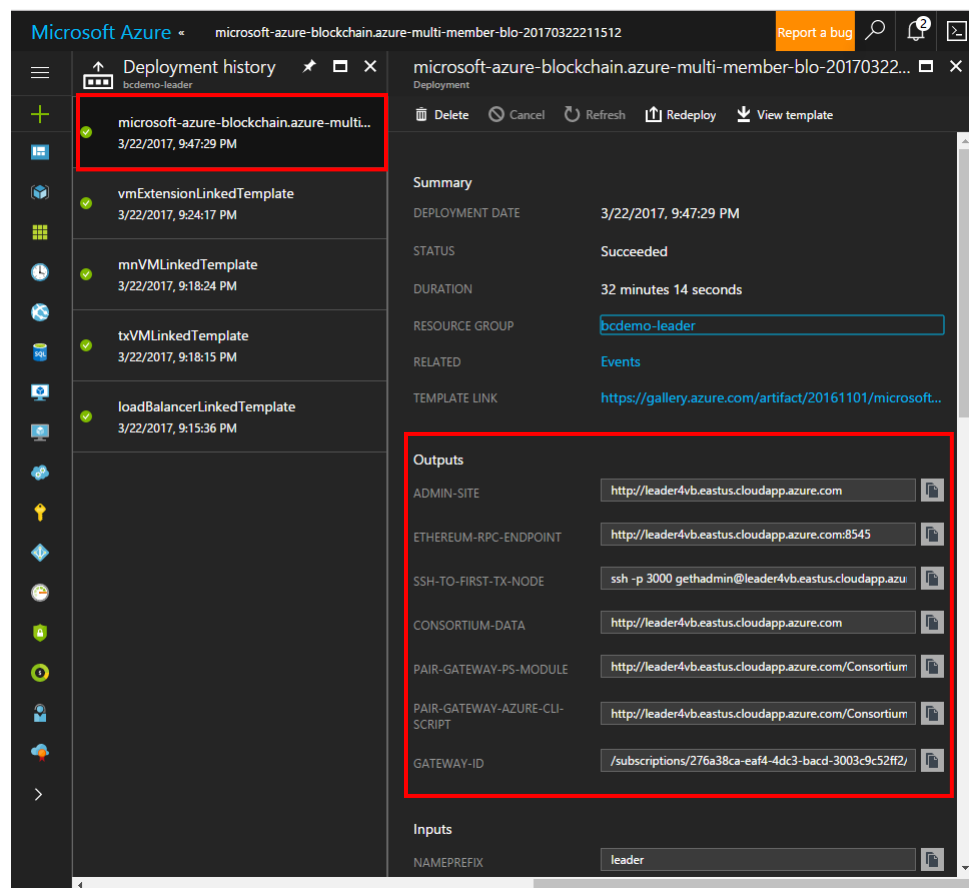 Microsoft Azure « microsoft-azure-blockchain.azure-multi-member-blo-20170322211512 Report a bug 2
Deployment history
bcdemo-leader
microsoft-azure-blockchain.azure-multi...
3/22/2017, 9:47:29 PM
vmExtensionLinkedTemplate
3/22/2017, 9:24:17 PM
mnVMLinkedTemplate
3/22/2017, 9:18:24 PM
txVMLinkedTemplate
3/22/2017, 9:18:15 PM
loadBalancerLinkedTemplate
3/22/2017, 9:15:36 PM
microsoft-azure-blockchain.azure-multi-member-blo-20170322...
Deployment
Delete Cancel Refresh Redeploy View template
Summary
DEPLOYMENT DATE 3/22/2017, 9:47:29 PM
STATUS Succeeded
DURATION 32 minutes 14 seconds
RESOURCE GROUP bcdemo-leader
RELATED Events
TEMPLATE LINK https://gallery.azure.com/artifact/20161101/microsoft...
Outputs
ADMIN-SITE http://leader4vb.eastus.cloudapp.azure.com
ETHEREUM-RPC-ENDPOINT http://leader4vb.eastus.cloudapp.azure.com:8545
SSH-TO-FIRST-TX-NODE ssh -p 3000 gethadmin@leader4vb.eastus.cloudapp.azu
CONSORTIUM-DATA http://leader4vb.eastus.cloudapp.azure.com
PAIR-GATEWAY-PS-MODULE http://leader4vb.eastus.cloudapp.azure.com/Consortium
PAIR-GATEWAY-AZURE-CLI-
SCRIPT http://leader4vb.eastus.cloudapp.azure.com/Consortium
GATEWAY-ID /subscriptions/276a38ca-eaf4-4dc3-bacd-3003c9c52ff2/
Inputs
NAMEPREFIX leader